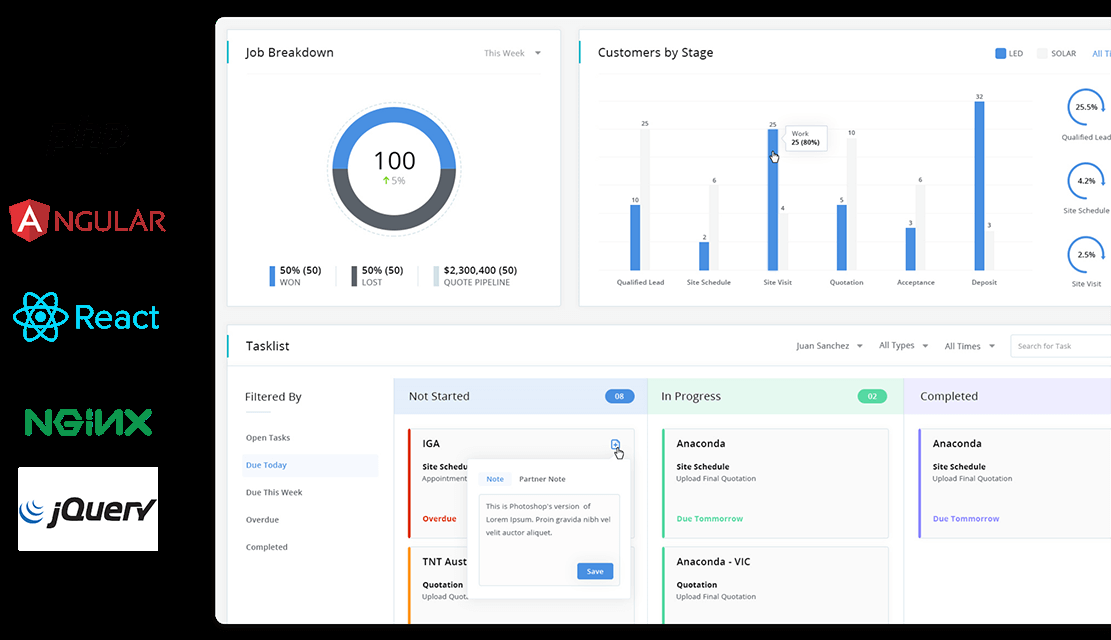 ANGULAR
React
NGiNX
jQuery
Job Breakdown
This Week
100
5%
50% (50)
WON
50% (50)
LOST
$2,300,400 (50)
QUOTE PIPELINE
Customers by Stage
LED
SOLAR
All Ti
10
25
2
6
25
4
5
10
3
6
32
3
Work
25 (80%)
Qualified Lead
Site Schedule
Site Visit
Quotation
Acceptance
Deposit
25.5%
Qualified Lead
4.2%
Site Schedule
2.5%
Site Visit
Tasklist
Juan Sanchez
All Types
All Times
Search for Task
Filtered By
Open Tasks
Due Today
Due This Week
Overdue
Completed
Not Started
08
IGA
Site Schedu
Appointment
Overdue
Note
Partner Note
This is Photoshop's version of
Lorem Ipsum. Proin gravida nibh vel
velit auctor aliquet.
Save
TNT Aust
Quotation
Upload Quot
In Progress
02
Anaconda
Site Schedule
Upload Final Quotation
Due Tommorrow
Anaconda - VIC
Quotation
Upload Final Quotation
Completed
Anaconda
Site Schedule
Upload Final Quotation
Due Tommorrow